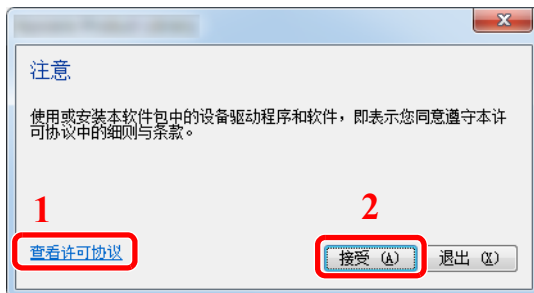 注意
使用或安装本软件包中的设备驱动程序和软件，即表示您同意遵守本许
可协议中的细则与条款。
1
2
查看许可协议
接受 (A)
退出 (X)